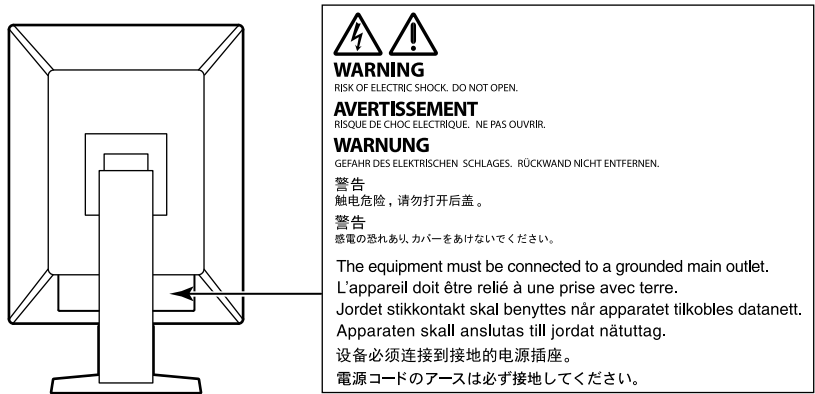 WARNING
RISK OF ELECTRIC SHOCK. DO NOT OPEN.
AVERTISSEMENT
RISQUE DE CHOC ELECTRIQUE. NE PAS OUVRIR.
WARNUNG
GEFAHR DES ELEKTRISCHEN SCHLAGES. RÜCKWAND NICHT ENTFERNEN.
警告
触电危险，请勿打开后盖。
警告
感電の恐れあり、カバーをあけないでください。
The equipment must be connected to a grounded main outlet.
L'appareil doit être relié à une prise avec terre.
Jordet stikkontakt skal benyttes når apparatet tilkobles datanett.
Apparaten skall anslutas till jordat nätuttag.
设备必须连接到接地的电源插座。
電源コードのアースは必ず接地してください。